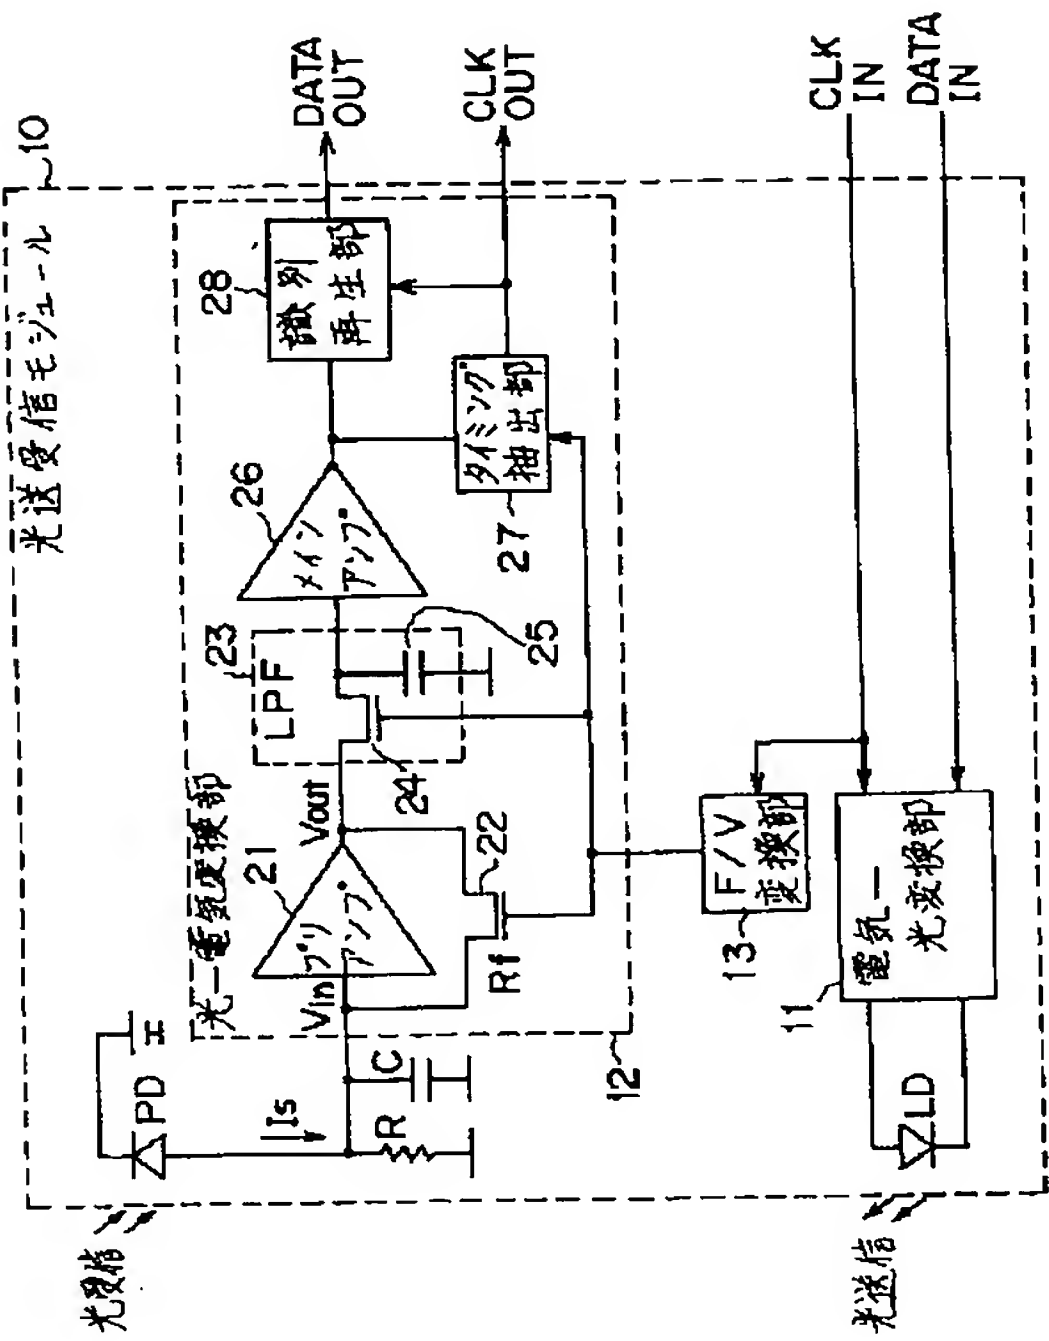 光送受信モジュール
10
光受信
PD
Is
R
C
光－電気変換部
12
Vin
プリ
アンプ
21
Vout
Rf
22
LPF
23
24
25
メイン
アンプ
26
タイミング
抽出部
27
識別
再生部
28
DATA
OUT
CLK
OUT
F/V
変換部
13
電気－
光変換部
11
LD
光送信
CLK
IN
DATA
IN